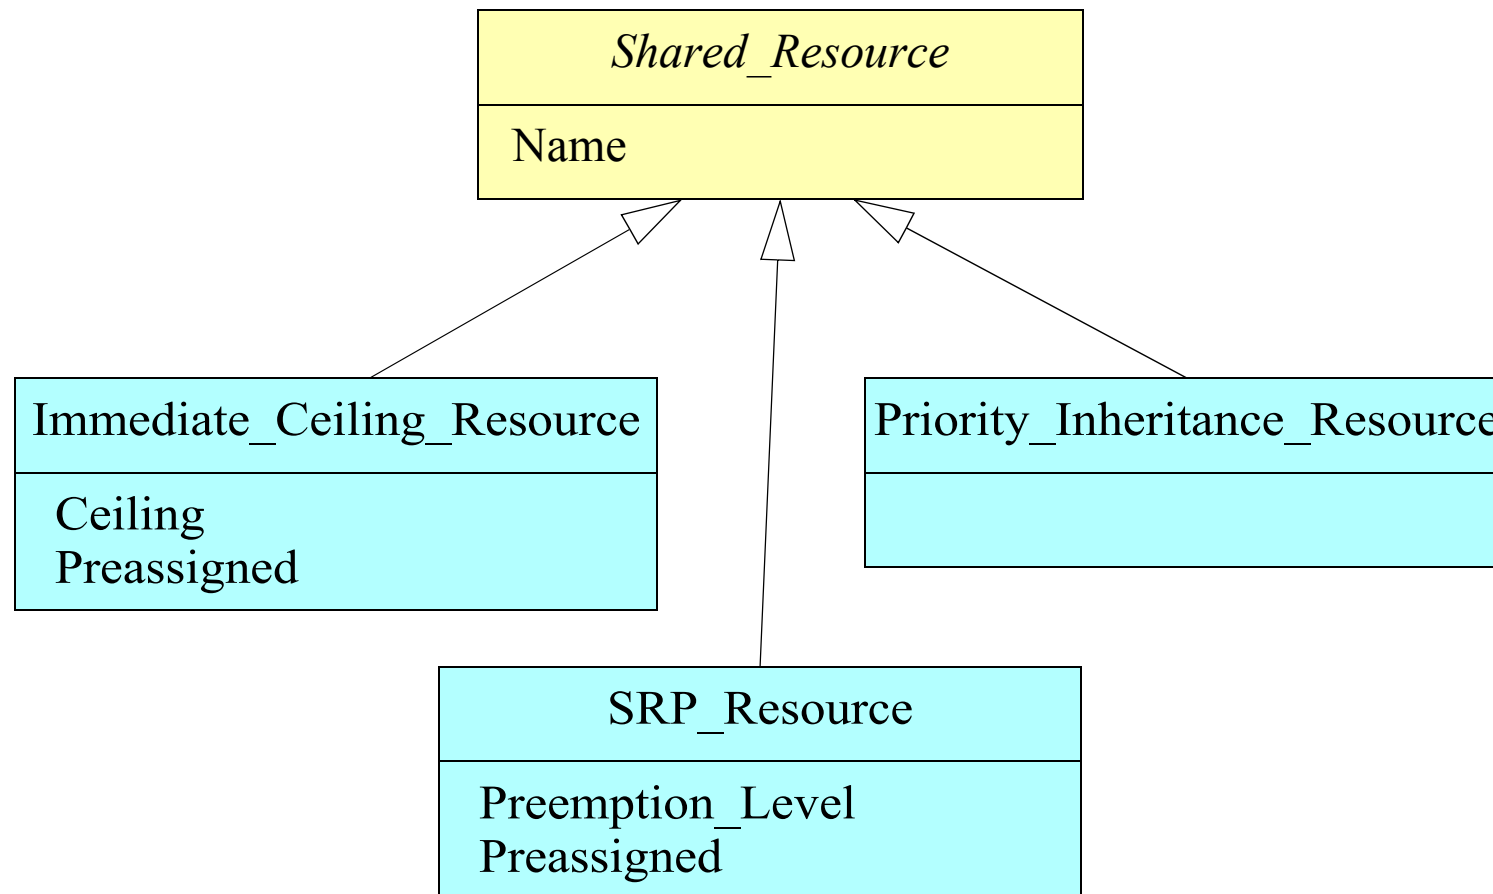 Shared_Resource
Name
Immediate_Ceiling_Resource
Ceiling
Preassigned
Priority_Inheritance_Resource
SRP_Resource
Preemption_Level
Preassigned